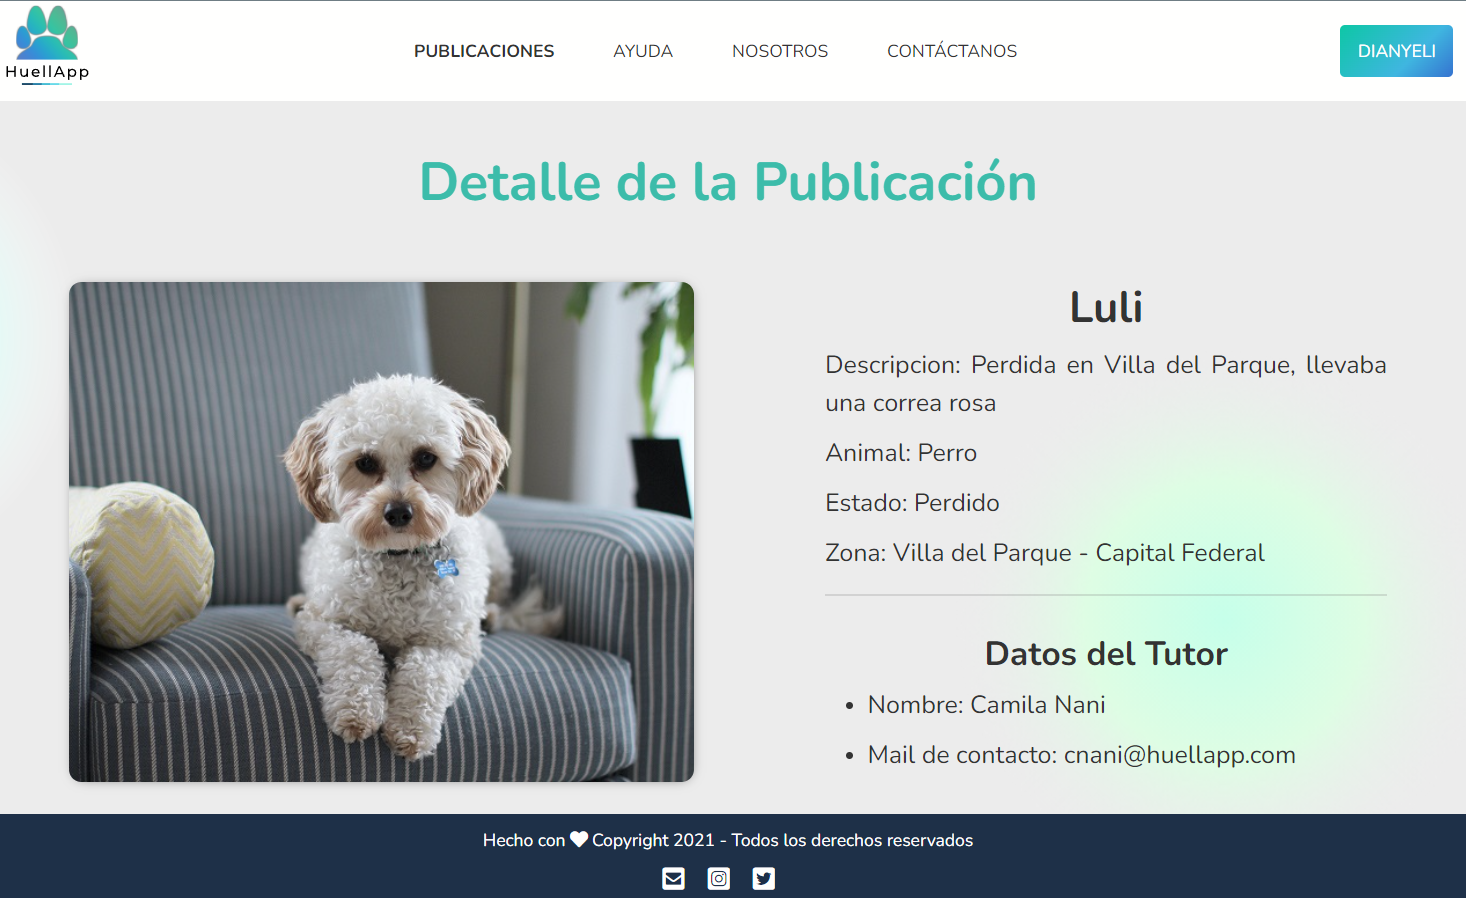 HuellApp
PUBLICACIONES
AYUDA
NOSOTROS
CONTÁCTANOS
DIANYELI
Detalle de la Publicación
Luli
Descripcion: Perdida en Villa del Parque, llevaba
una correa rosa
Animal: Perro
Estado: Perdido
Zona: Villa del Parque - Capital Federal
Datos del Tutor
• Nombre: Camila Nani
• Mail de contacto: cnani@huellapp.com
Hecho con ♥ Copyright 2021 - Todos los derechos reservados